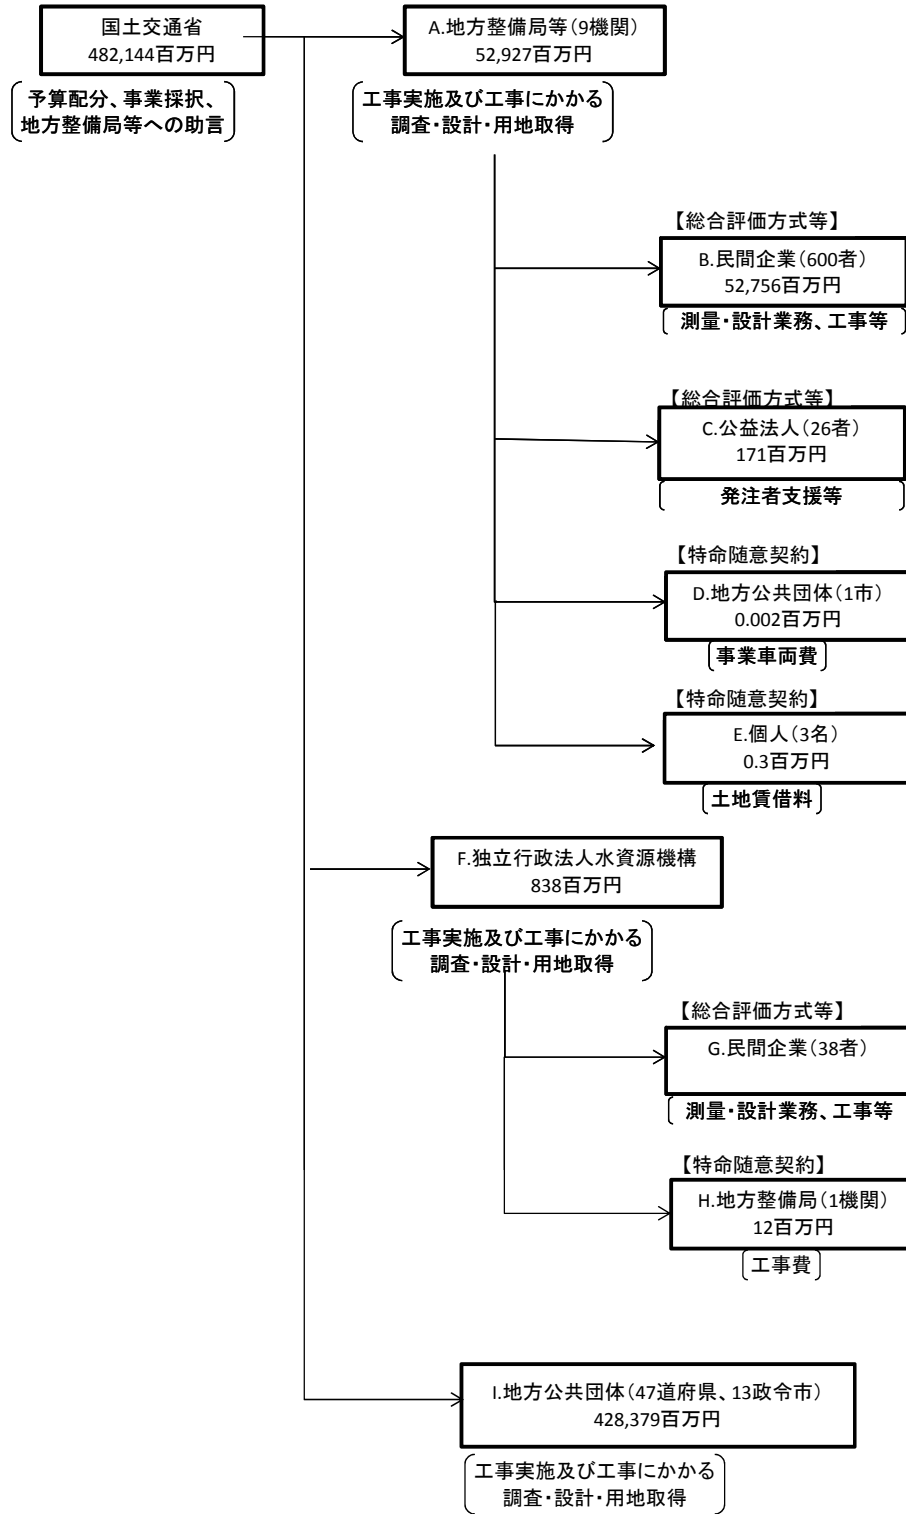 国土交通省
482,144百万円
予算配分、事業採択、
地方整備局等への助言
A.地方整備局等(9機関)
52,927百万円
工事実施及び工事にかかる
調査・設計・用地取得
【総合評価方式等】
B.民間企業(600者)
52,756百万円
測量・設計業務、工事等
【総合評価方式等】
C.公益法人(26者)
171百万円
発注者支援等
【特命随意契約】
D.地方公共団体(1市)
0.002百万円
事業車両費
【特命随意契約】
E.個人(3名)
0.3百万円
土地賃借料
F.独立行政法人水資源機構
838百万円
工事実施及び工事にかかる
調査・設計・用地取得
【総合評価方式等】
G.民間企業(38者)
測量・設計業務、工事等
【特命随意契約】
H.地方整備局(1機関)
12百万円
工事費
I.地方公共団体(47道府県、13政令市)
428,379百万円
工事実施及び工事にかかる
調査・設計・用地取得